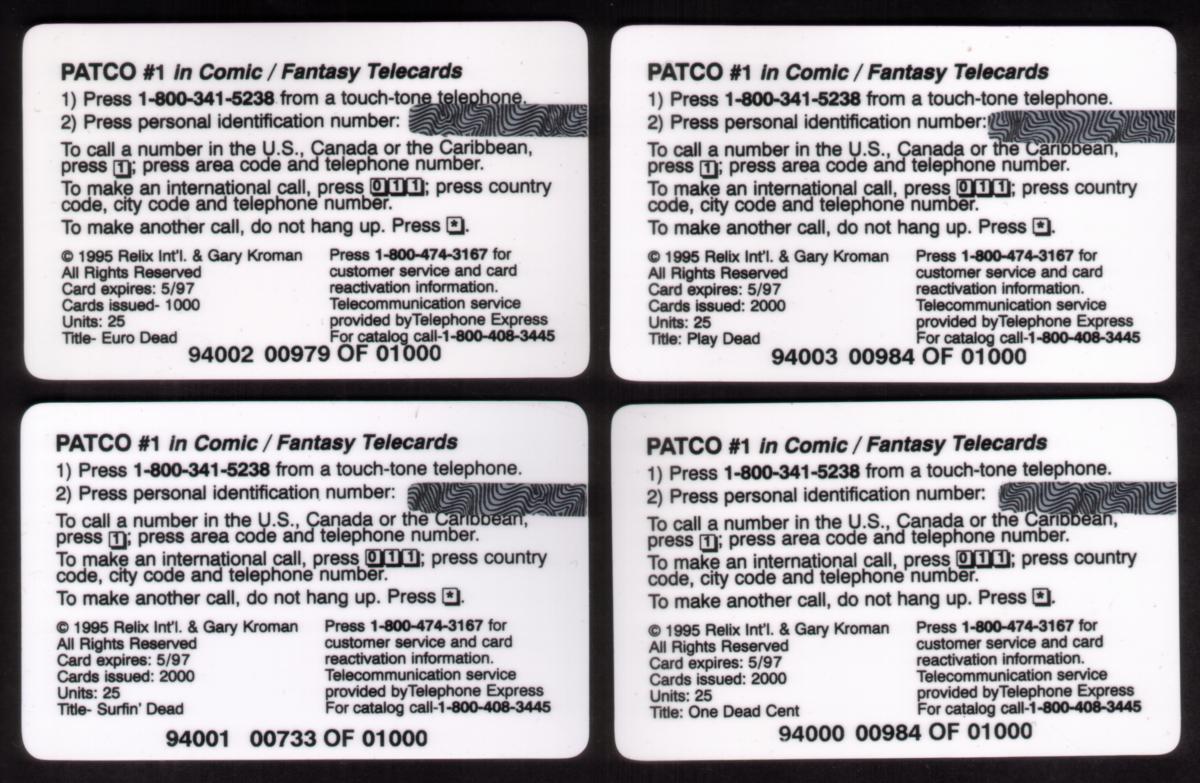 PATCO #1 in Comic / Fantasy Telecards
1) Press 1-800-341-5238 from a touch-tone telephone.
2) Press personal identification number:
To call a number in the U.S., Canada or the Caribbean,
press 1; press area code and telephone number.
To make an international call, press 011; press country
code, city code and telephone number.
To make another call, do not hang up. Press *.
© 1995 Relix Int'l. & Gary Kroman
All Rights Reserved
Card expires: 5/97
Cards issued- 1000
Units: 25
Title- Euro Dead
Press 1-800-474-3167 for
customer service and card
reactivation information.
Telecommunication service
provided byTelephone Express
For catalog call-1-800-408-3445
94002 00979 OF 01000
PATCO #1 in Comic / Fantasy Telecards
1) Press 1-800-341-5238 from a touch-tone telephone.
2) Press personal identification number:
To call a number in the U.S., Canada or the Caribbean,
press 1; press area code and telephone number.
To make an international call, press 011; press country
code, city code and telephone number.
To make another call, do not hang up. Press *.
© 1995 Relix Int'l. & Gary Kroman
All Rights Reserved
Card expires: 5/97
Cards issued: 2000
Units: 25
Title: Play Dead
Press 1-800-474-3167 for
customer service and card
reactivation information.
Telecommunication service
provided byTelephone Express
For catalog call-1-800-408-3445
94003 00984 OF 01000
PATCO #1 in Comic / Fantasy Telecards
1) Press 1-800-341-5238 from a touch-tone telephone.
2) Press personal identification number:
To call a number in the U.S., Canada or the Caribbean,
press 1; press area code and telephone number.
To make an international call, press 011; press country
code, city code and telephone number.
To make another call, do not hang up. Press *.
© 1995 Relix Int'l. & Gary Kroman
All Rights Reserved
Card expires: 5/97
Cards issued: 2000
Units: 25
Title- Surfin' Dead
Press 1-800-474-3167 for
customer service and card
reactivation information.
Telecommunication service
provided byTelephone Express
For catalog call-1-800-408-3445
94001 00733 OF 01000
PATCO #1 in Comic / Fantasy Telecards
1) Press 1-800-341-5238 from a touch-tone telephone.
2) Press personal identification number:
To call a number in the U.S., Canada or the Caribbean,
press 1; press area code and telephone number.
To make an international call, press 011; press country
code, city code and telephone number.
To make another call, do not hang up. Press *.
© 1995 Relix Int'l. & Gary Kroman
All Rights Reserved
Card expires: 5/97
Cards issued: 2000
Units: 25
Title: One Dead Cent
Press 1-800-474-3167 for
customer service and card
reactivation information.
Telecommunication service
provided byTelephone Express
For catalog call-1-800-408-3445
94000 00984 OF 01000